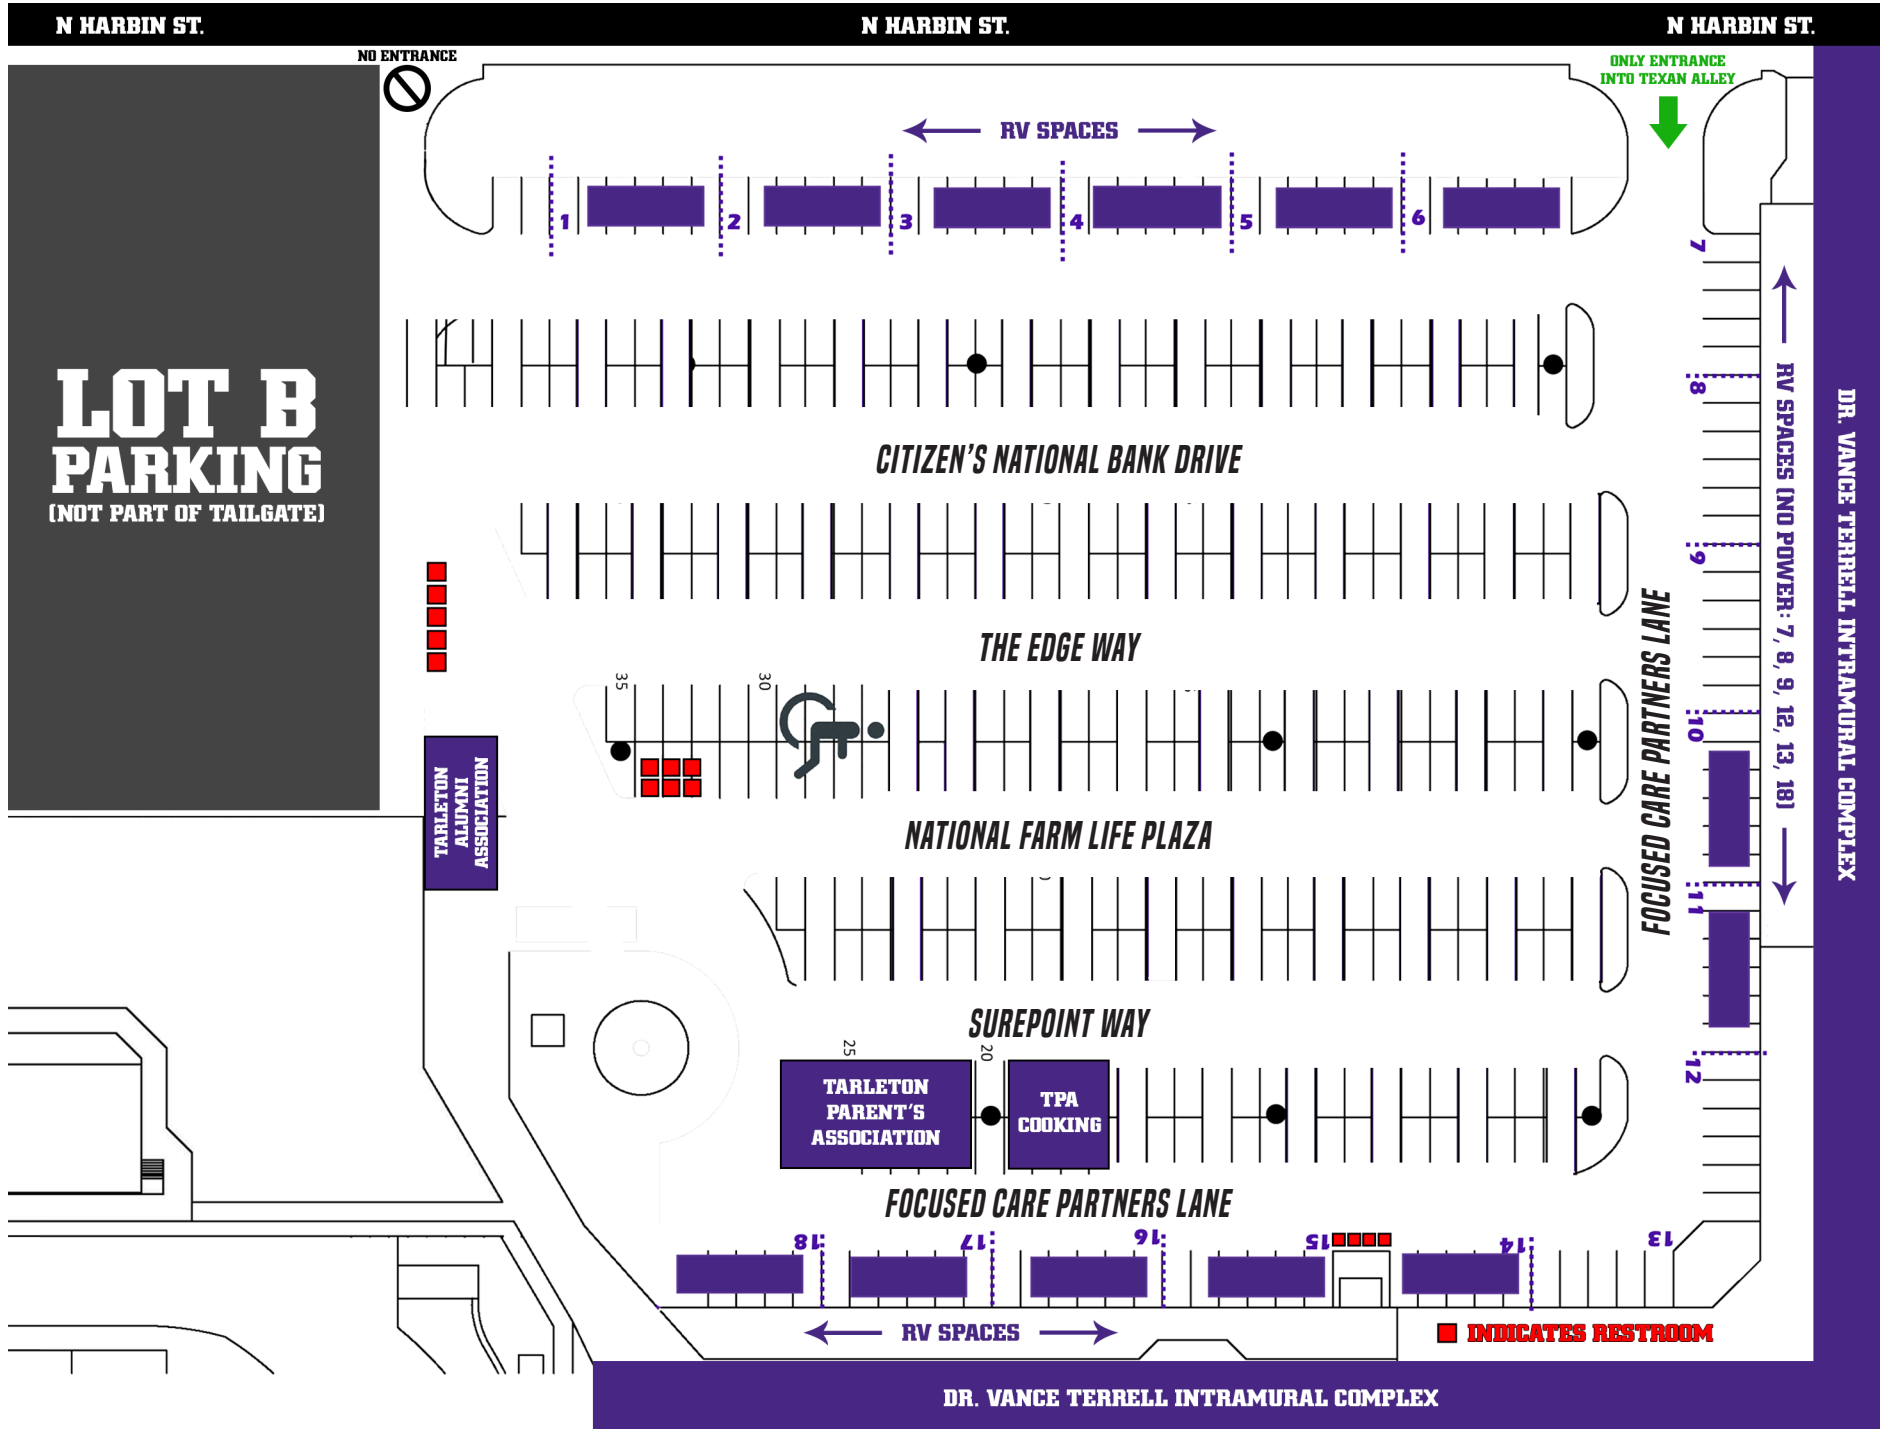 N HARBIN ST.
N HARBIN ST.
N HARBIN ST.
NO ENTRANCE
ONLY ENTRANCE
INTO TEXAN ALLEY
RV SPACES
1
2
3
4
5
6
7
8
9
10
11
12
RV SPACES (NO POWER: 7, 8, 9, 12, 13, 18)
DR. VANCE TERRELL INTRAMURAL COMPLEX
LOT B
PARKING
(NOT PART OF TAILGATE)
CITIZEN'S NATIONAL BANK DRIVE
THE EDGE WAY
FOCUSED CARE PARTNERS LANE
35
30
TARLETON
ALUMNI
ASSOCIATION
NATIONAL FARM LIFE PLAZA
SUREPOINT WAY
25
20
TARLETON
PARENT'S
ASSOCIATION
TPA
COOKING
FOCUSED CARE PARTNERS LANE
18
17
16
15
14
13
RV SPACES
INDICATES RESTROOM
DR. VANCE TERRELL INTRAMURAL COMPLEX